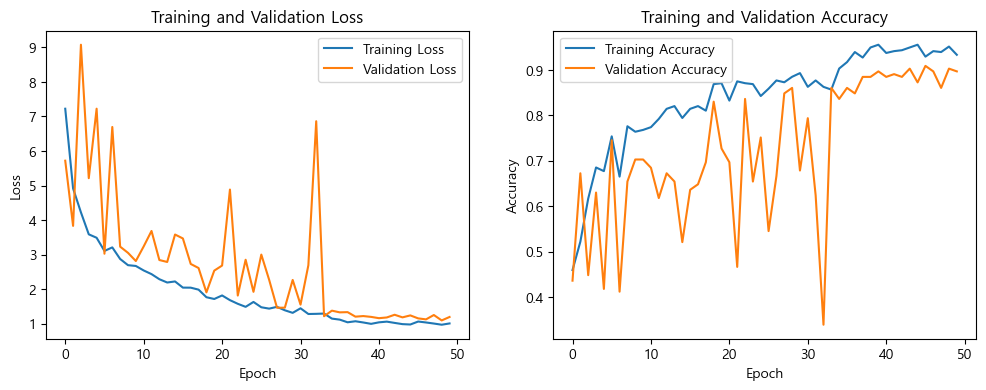 Training and Validation Loss
Training Loss
Validation Loss
9
8
7
6
5
4
3
2
1
Loss
0 10 20 30 40 50
Epoch
Training and Validation Accuracy
Training Accuracy
Validation Accuracy
0.9
0.8
0.7
0.6
0.5
0.4
Accuracy
0 10 20 30 40 50
Epoch